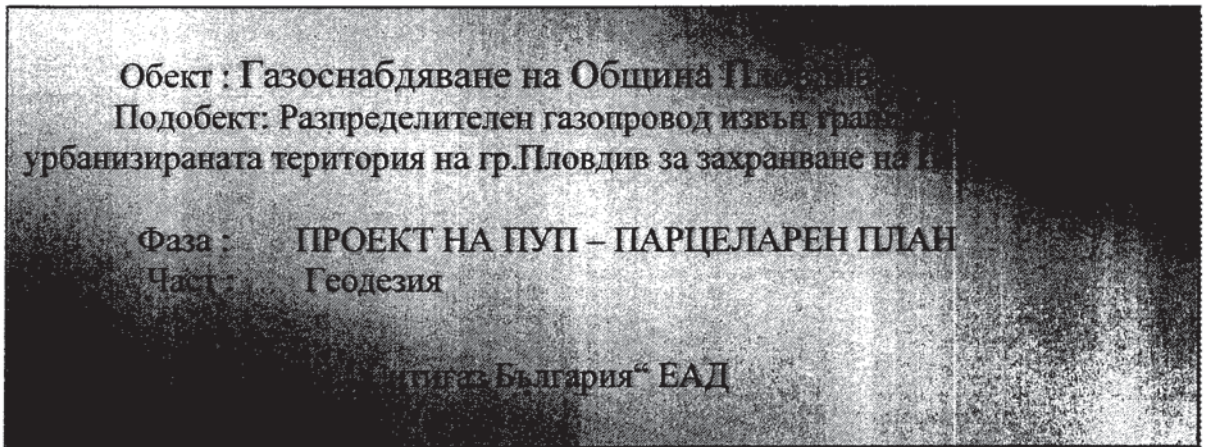 Обект : Газоснабдяване на Община Пловдив
Подобект: Разпределителен газопровод извън
урбанизираната територия на гр.Пловдив за захранване на
Фаза : ПРОЕКТ НА ПУП – ПАРЦЕЛАРЕН ПЛАН
Част : Геодезия
България“ ЕАД